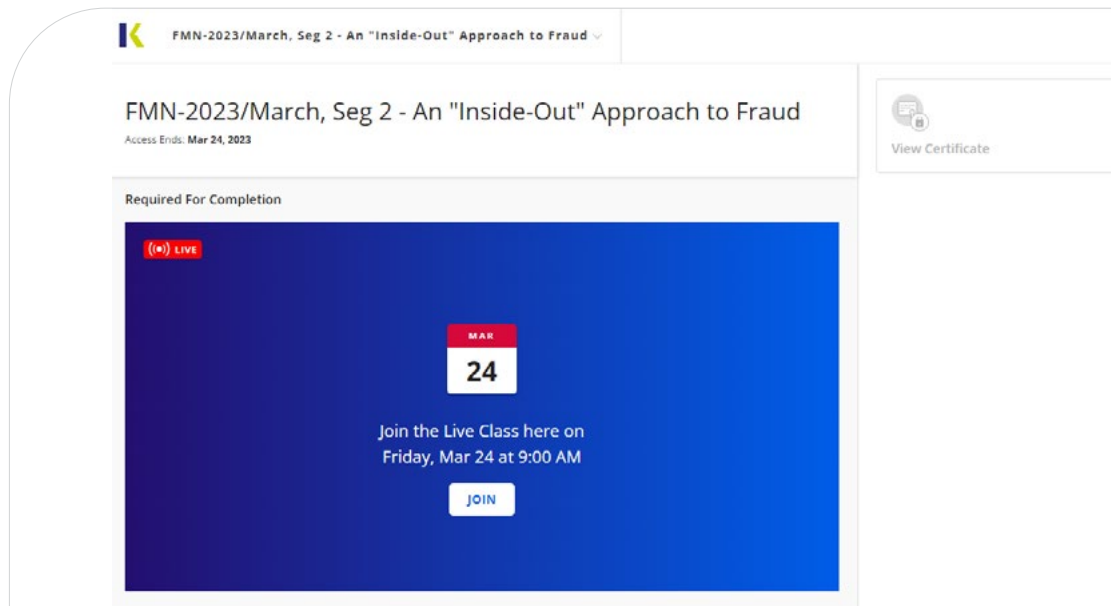 FMN-2023/March, Seg 2 - An "Inside-Out" Approach to Fraud
FMN-2023/March, Seg 2 - An "Inside-Out" Approach to Fraud
Access Ends: Mar 24, 2023
View Certificate
Required For Completion
LIVE
MAR
24
Join the Live Class here on
Friday, Mar 24 at 9:00 AM
JOIN